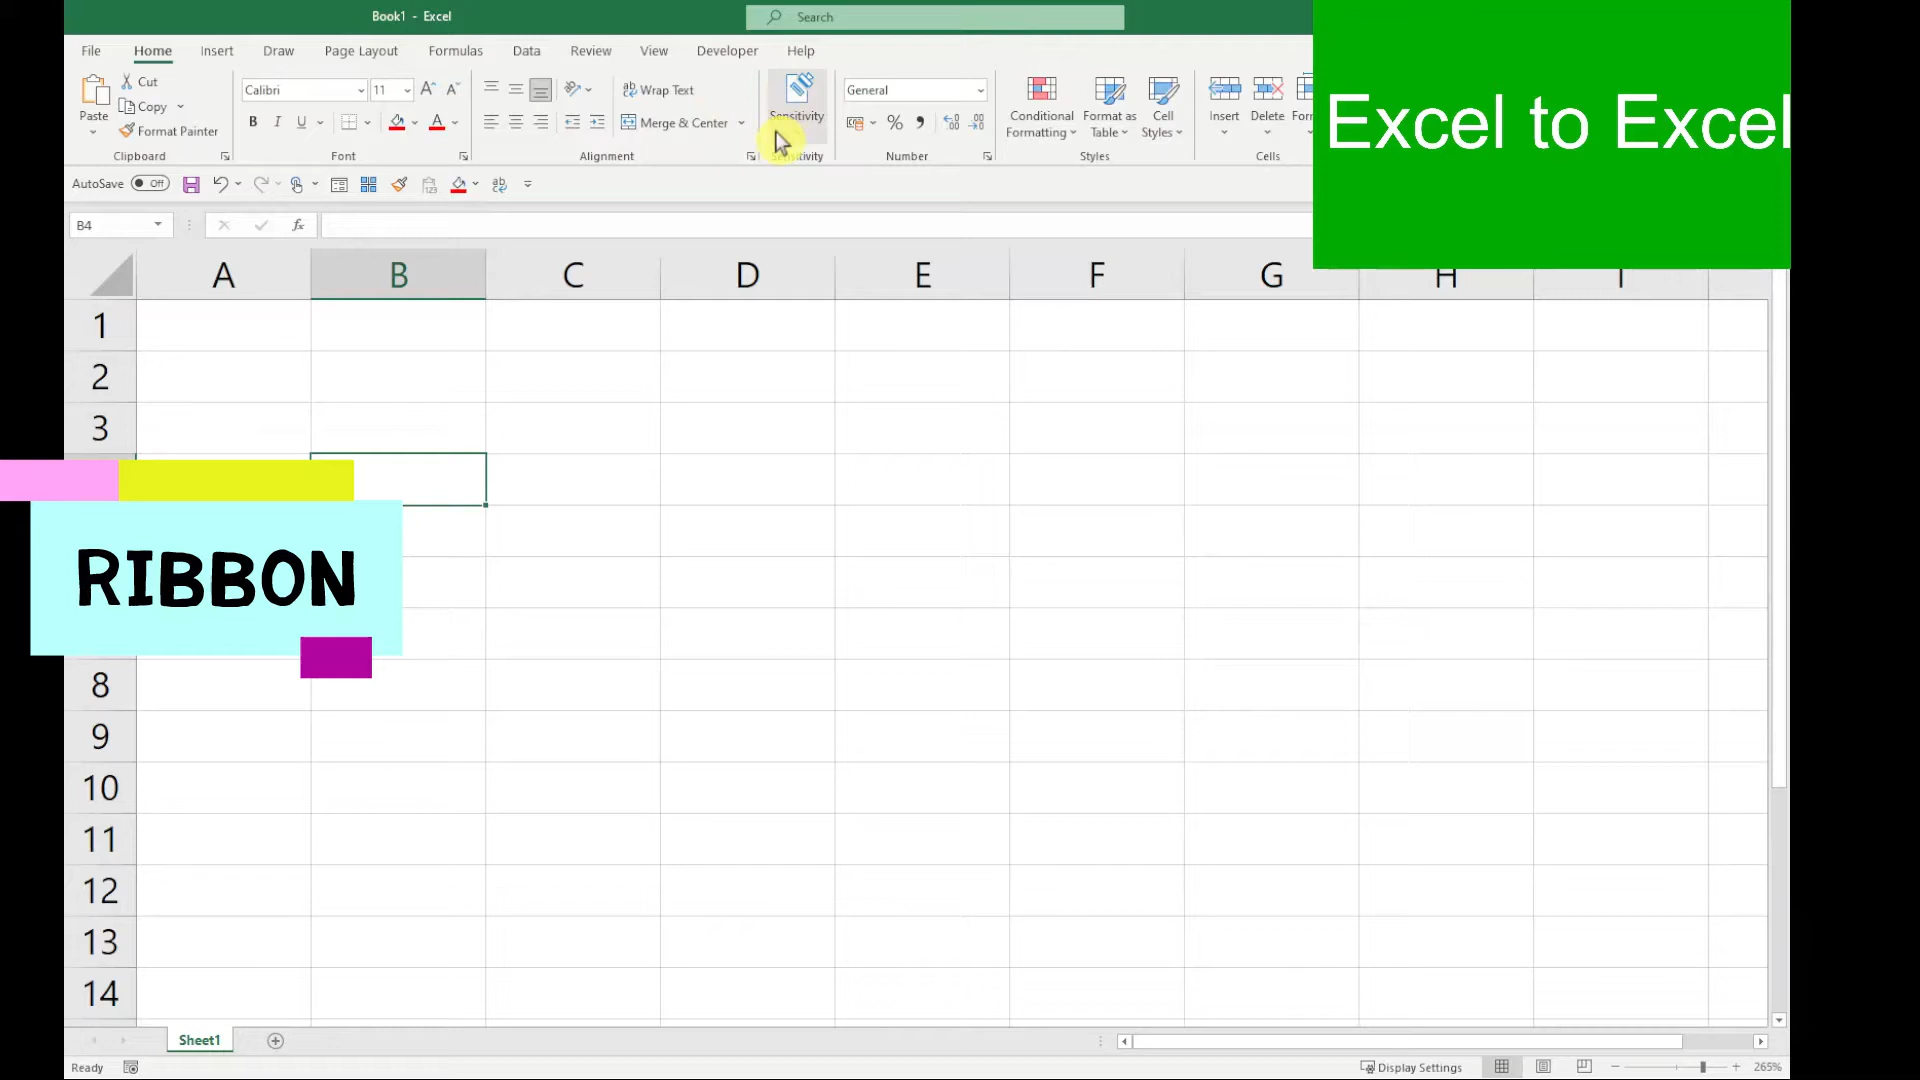 Book1 - Excel
Search
File Home Insert Draw Page Layout Formulas Data Review View Developer Help
Excel to Excel
Paste
Cut
Copy
Format Painter
Clipboard
Calibri 11
B I U A
Font
Wrap Text
Merge & Center
Alignment
Sensitivity
Sensitivity
General
Number
Conditional
Formatting
Format as
Table
Cell
Styles
Styles
Insert Delete
Cells
AutoSave Off
B4
fx
A B C D E F G H I
1
2
3
RIBBON
8
9
10
11
12
13
14
Sheet1
Ready
Display Settings
265%